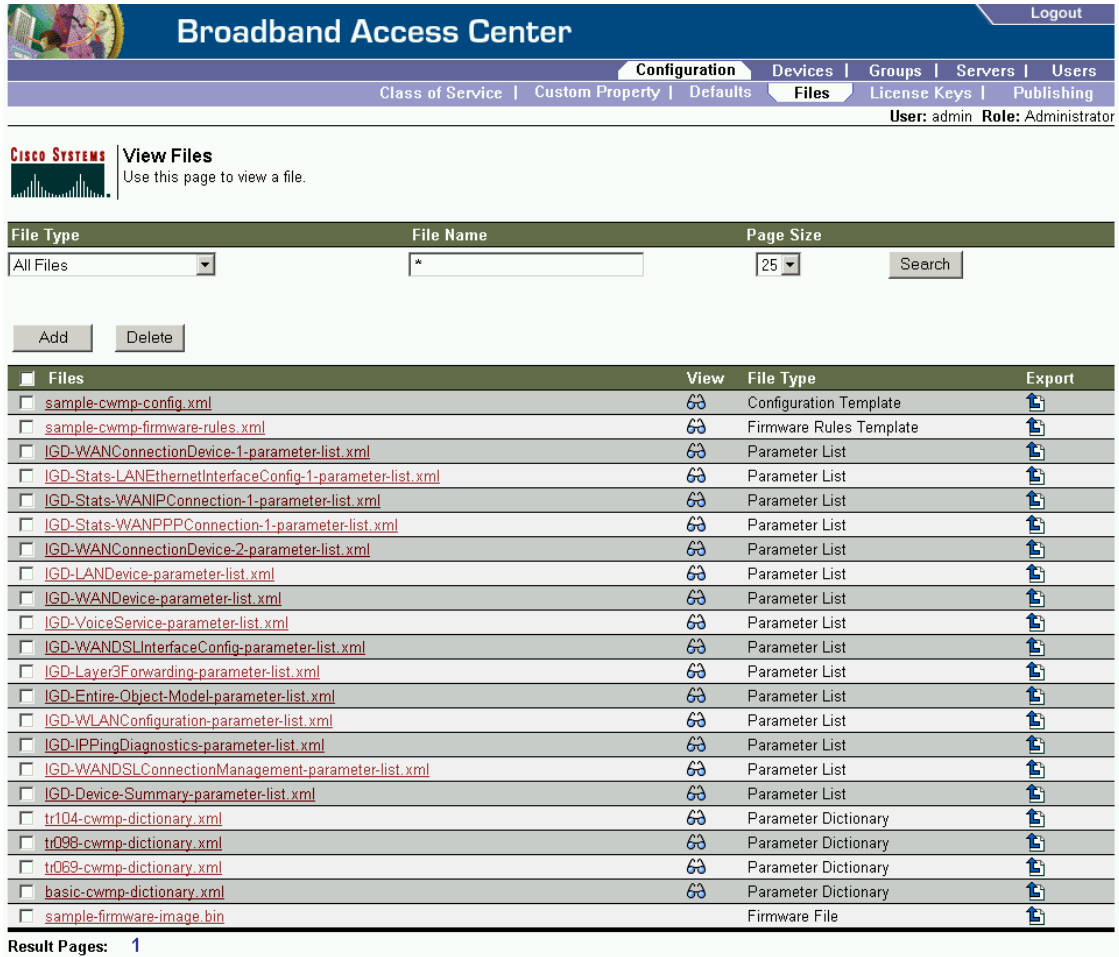 Logout
Broadband Access Center
Configuration Devices | Groups | Servers | Users
Class of Service | Custom Property | Defaults Files License Keys | Publishing
User: admin Role: Administrator
CISCO SYSTEMS View Files
Use this page to view a file.
File Type File Name Page Size
All Files * 25 Search
Add Delete
Files View File Type Export
sample-cwmp-config.xml Configuration Template
sample-cwmp-firmware-rules.xml Firmware Rules Template
IGD-WANConnectionDevice-1-parameter-list.xml Parameter List
IGD-Stats-LANEthernetInterfaceConfig-1-parameter-list.xml Parameter List
IGD-Stats-WANIPConnection-1-parameter-list.xml Parameter List
IGD-Stats-WANPPPConnection-1-parameter-list.xml Parameter List
IGD-WANConnectionDevice-2-parameter-list.xml Parameter List
IGD-LANDevice-parameter-list.xml Parameter List
IGD-WANDevice-parameter-list.xml Parameter List
IGD-VoiceService-parameter-list.xml Parameter List
IGD-WANDSLInterfaceConfig-parameter-list.xml Parameter List
IGD-Layer3Forwarding-parameter-list.xml Parameter List
IGD-Entire-Object-Model-parameter-list.xml Parameter List
IGD-WLANConfiguration-parameter-list.xml Parameter List
IGD-IPPingDiagnostics-parameter-list.xml Parameter List
IGD-WANDSLConnectionManagement-parameter-list.xml Parameter List
IGD-Device-Summary-parameter-list.xml Parameter List
tr104-cwmp-dictionary.xml Parameter Dictionary
tr098-cwmp-dictionary.xml Parameter Dictionary
tr069-cwmp-dictionary.xml Parameter Dictionary
basic-cwmp-dictionary.xml Parameter Dictionary
sample-firmware-image.bin Firmware File
Result Pages: 1